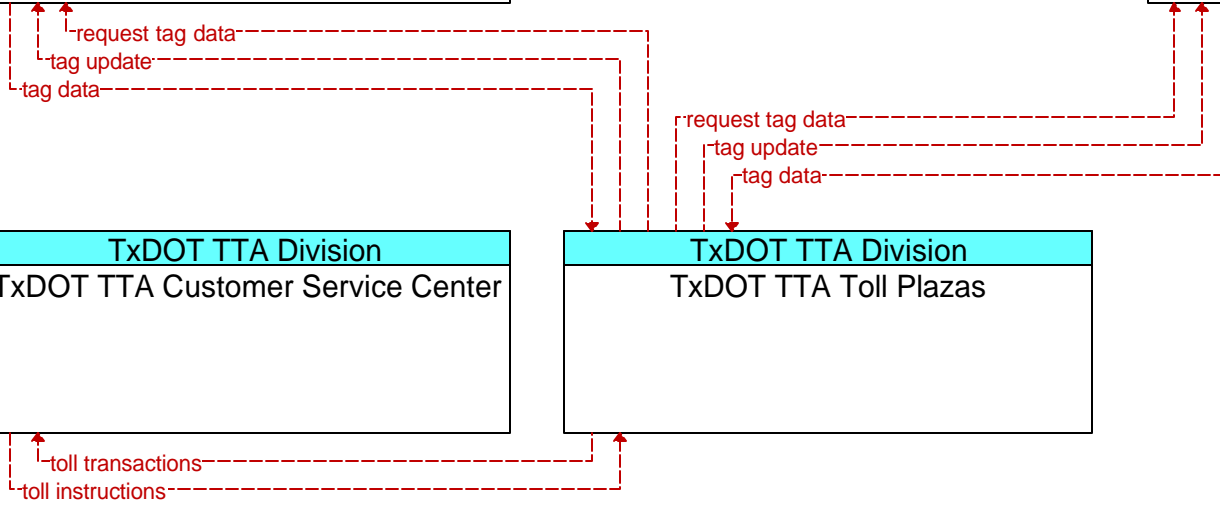 request tag data
tag update
tag data
request tag data
tag update
tag data
TxDOT TTA Division
TxDOT TTA Customer Service Center
TxDOT TTA Division
TxDOT TTA Toll Plazas
toll transactions
toll instructions